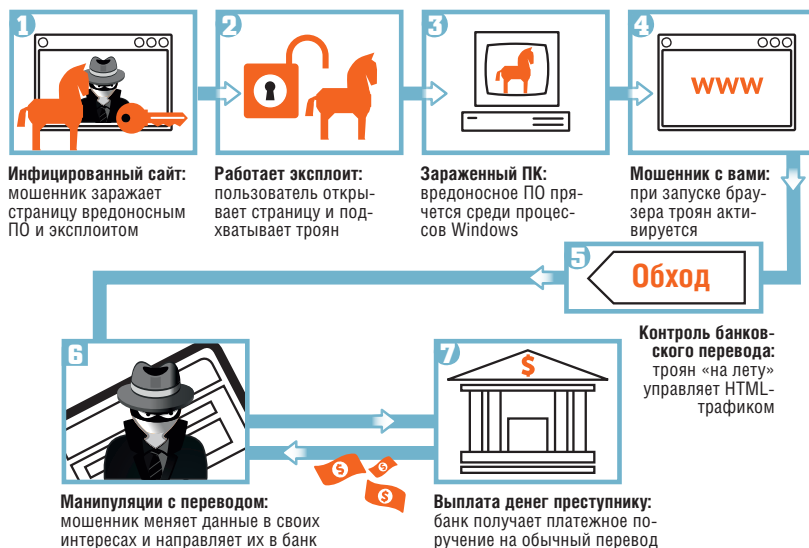 1
Инфицированный сайт:
мошенник заражает
страницу вредоносным
ПО и эксплоитом
2
Работает эксплоит:
пользователь откры-
вает страницу и под-
хватывает троян
3
Зараженный ПК:
вредоносное ПО пря-
чется среди процес-
сов Windows
4
www
Мошенник с вами:
при запуске брау-
зера троян акти-
вируется
5
Обход
Контроль банков-
ского перевода:
троян «на лету»
управляет HTML-
трафиком
6
Манипуляции с переводом:
мошенник меняет данные в своих
интересах и направляет их в банк
$
$
$
7
$
Выплата денег преступнику:
банк получает платежное по-
ручение на обычный перевод